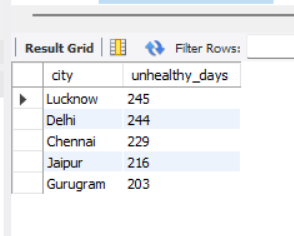 Result Grid Filter Rows:
city unhealthy_days
Lucknow 245
Delhi 244
Chennai 229
Jaipur 216
Gurugram 203